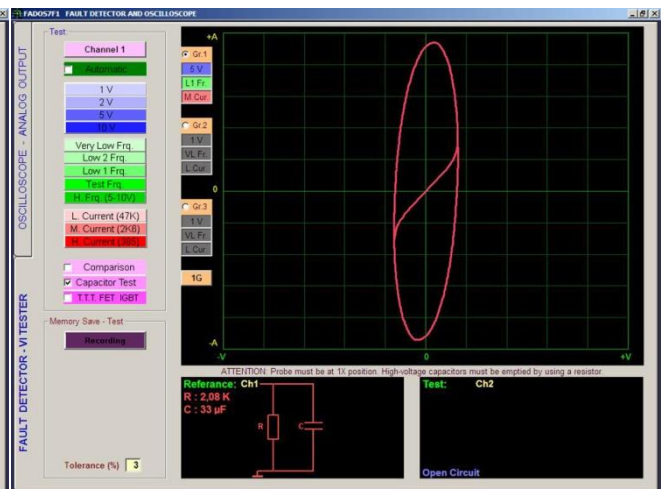 FADOS7F1 FAULT DETECTOR AND OSCILLOSCOPE
OSCILLOSCOPE - ANALOG OUTPUT
FAULT DETECTOR - VI TESTER
Test:
Channel 1
Automatic
1 V
2 V
5 V
10 V
Very Low Frq.
Low 2 Frq.
Low 1 Frq.
Test Frq.
H. Frq. (5-10V)
L. Current (47K)
M. Current (2K8)
H. Current (385)
Comparison
Capacitor Test
T.T.T. FET IGBT
Memory Save - Test
Recording
Tolerance (%) 3
Gr.1
5 V
L1 Fr.
M.Cur.
Gr.2
1 V
VL Fr.
L.Cur
Gr.3
1 V
VL Fr.
L.Cur
1G
+A
0
-A
-V 0 +V
ATTENTION: Probe must be at 1X position. High-voltage capacitors must be emptied by using a resistor.
Referance: Ch1
R : 2,08 K
C : 33 µF
R C
Test: Ch2
Open Circuit